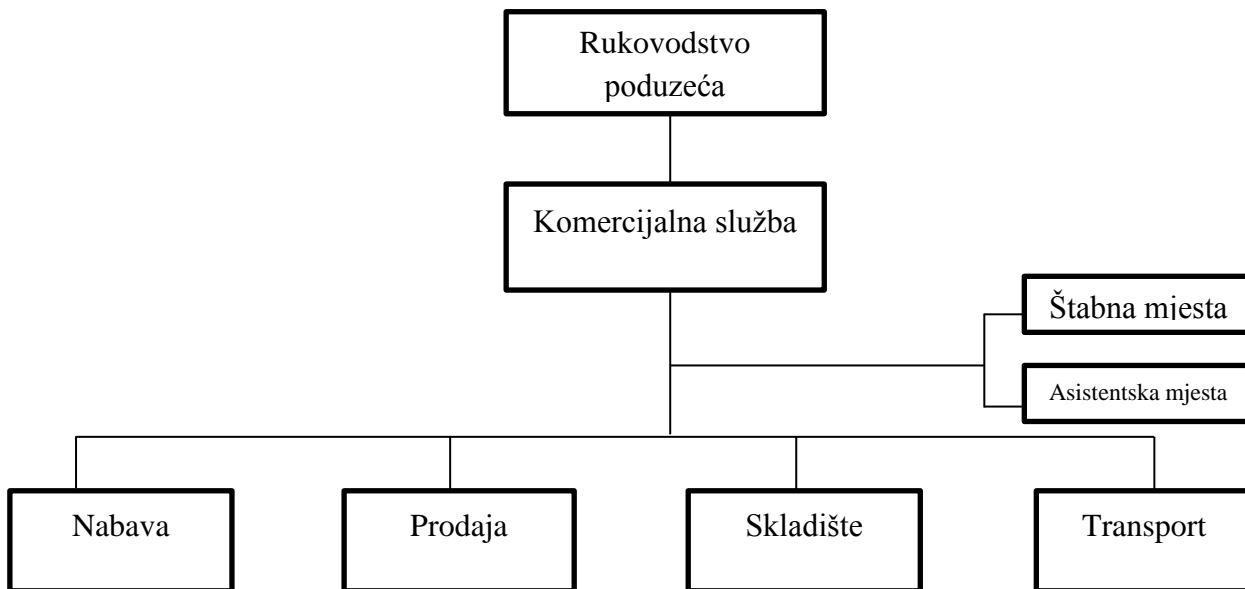 Rukovodstvo
poduzeća
Komercijalna služba
Štabna mjesta
Asistentska mjesta
Nabava
Prodaja
Skladište
Transport